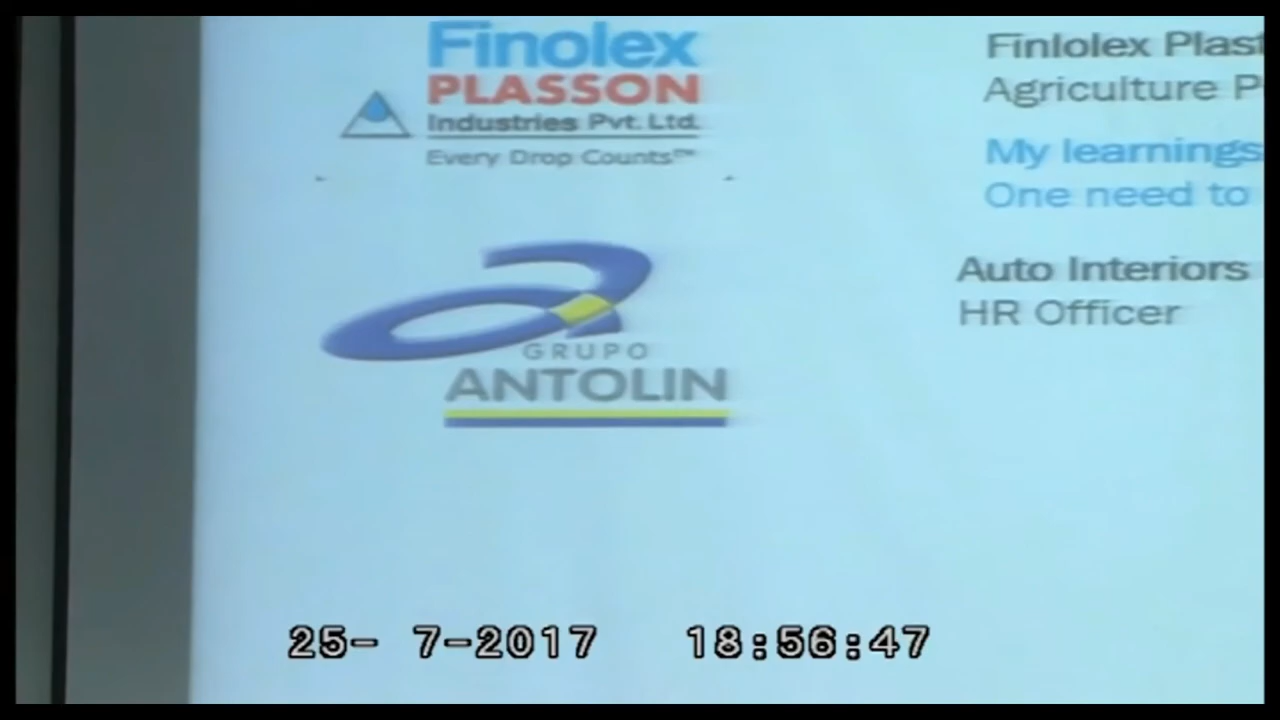 Finolex
PLASSON
Industries Pvt. Ltd.
Every Drop Counts™
Finlolex Plast
Agriculture P
My learnings
One need to
GRUPO
ANTOLIN
Auto Interiors
HR Officer
25- 7-2017 18:56:47